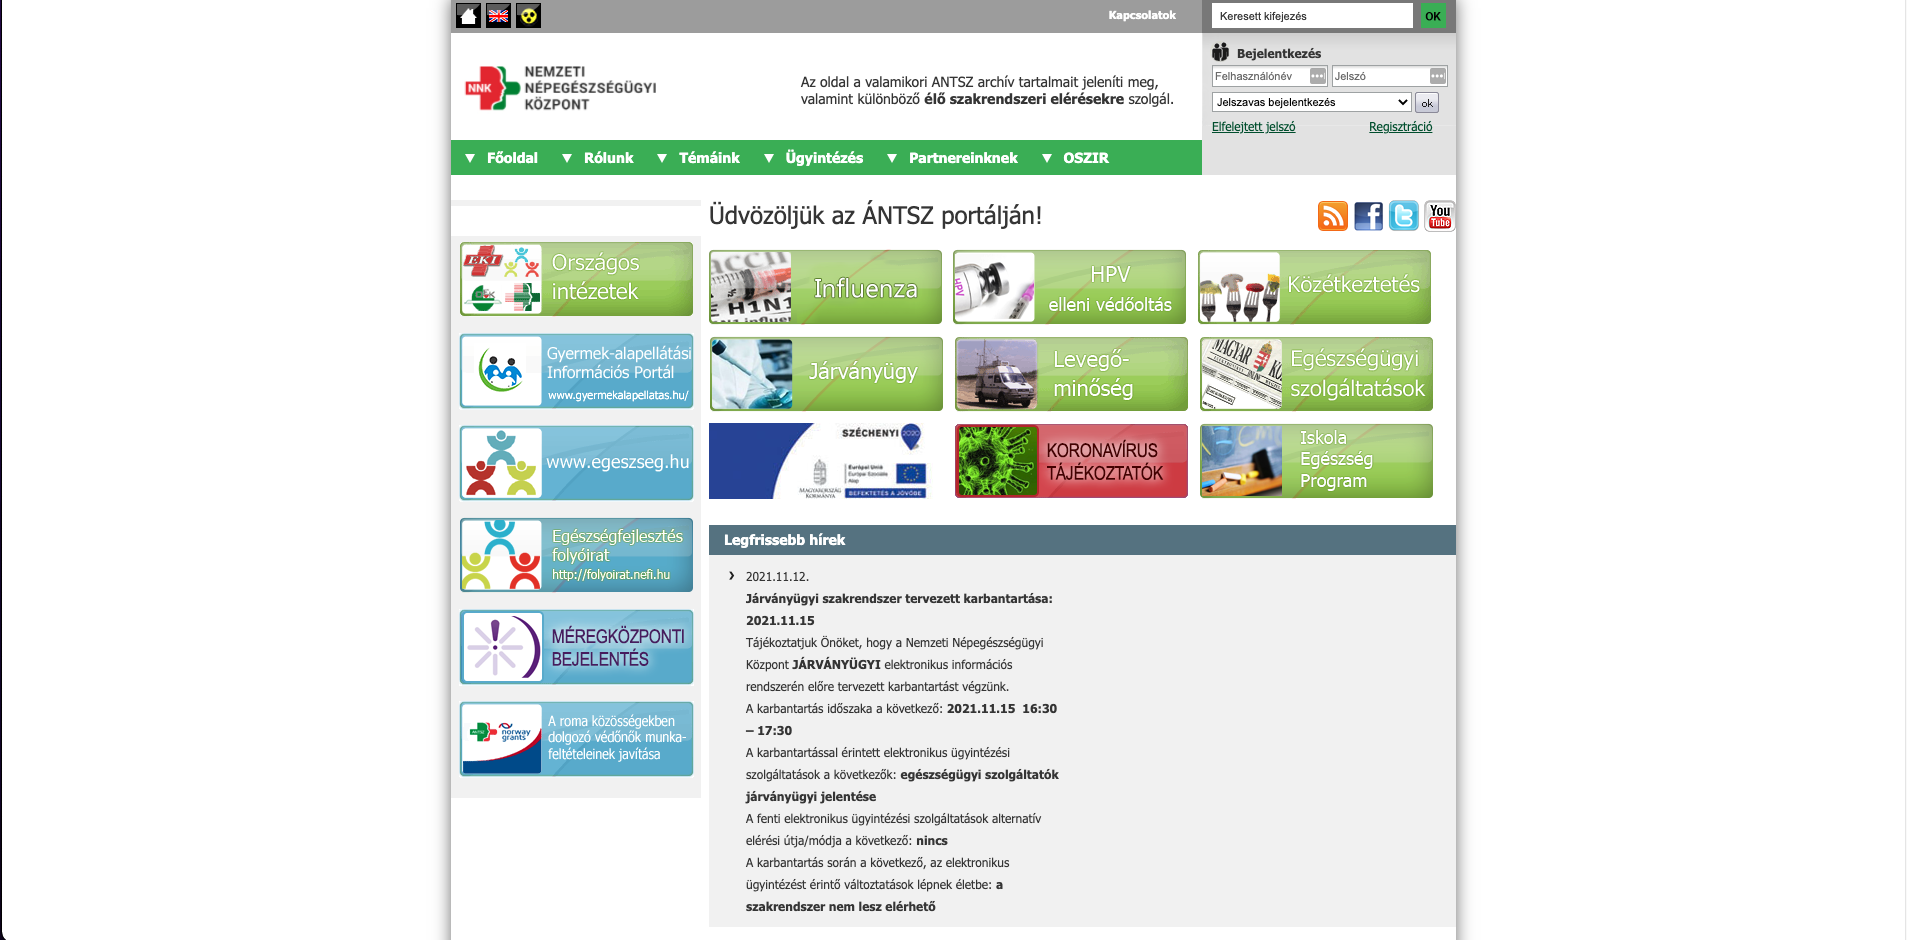 Kapcsolatok
Keresett kifejezés
OK
NNK
NEMZETI
NÉPEGÉSZSÉGÜGYI
KÖZPONT
Az oldal a valamikori ANTSZ archív tartalmait jeleníti meg,
valamint különböző élő szakrendszeri elérésekre szolgál.
Bejelentkezés
Felhasználónév
Jelszó
Jelszavas bejelentkezés
ok
Elfelejtett jelszó
Regisztráció
Főoldal
Rólunk
Témáink
Ügyintézés
Partnereinknek
OSZIR
Üdvözöljük az ÁNTSZ portálján!
You
Tube
EKI
Országos
intézetek
Gyermek-alapellátási
Információs Portál
www.gyermekalapellatas.hu/
www.egeszseg.hu
Egészségfejlesztés
folyóirat
http://folyoirat.nefi.hu
MÉREGKÖZPONTI
BEJELENTÉS
ÁNTSZ
norway
grants
A roma közösségekben
dolgozó védőnők munka-
feltételeinek javítása
H1N1
Influenza
HPV
HPV
elleni védőoltás
Közétkeztetés
Járványügy
Levegő-
minőség
MAGYAR
Egészségügyi
szolgáltatások
SZÉCHENYI 2020
MAGYARORSZÁG
KORMÁNYA
Európai Unió
Európai Szociális
Alap
BEFEKTETÉS A JÖVŐBE
KORONAVÍRUS
TÁJÉKOZTATÓK
Iskola
Egészség
Program
Legfrissebb hírek
2021.11.12.
Járványügyi szakrendszer tervezett karbantartása:
2021.11.15
Tájékoztatjuk Önöket, hogy a Nemzeti Népegészségügyi
Központ JÁRVÁNYÜGYI elektronikus információs
rendszerén előre tervezett karbantartást végzünk.
A karbantartás időszaka a következő: 2021.11.15 16:30
– 17:30
A karbantartással érintett elektronikus ügyintézési
szolgáltatások a következők: egészségügyi szolgáltatók
járványügyi jelentése
A fenti elektronikus ügyintézési szolgáltatások alternatív
elérési útja/módja a következő: nincs
A karbantartás során a következő, az elektronikus
ügyintézést érintő változtatások lépnek életbe: a
szakrendszer nem lesz elérhető